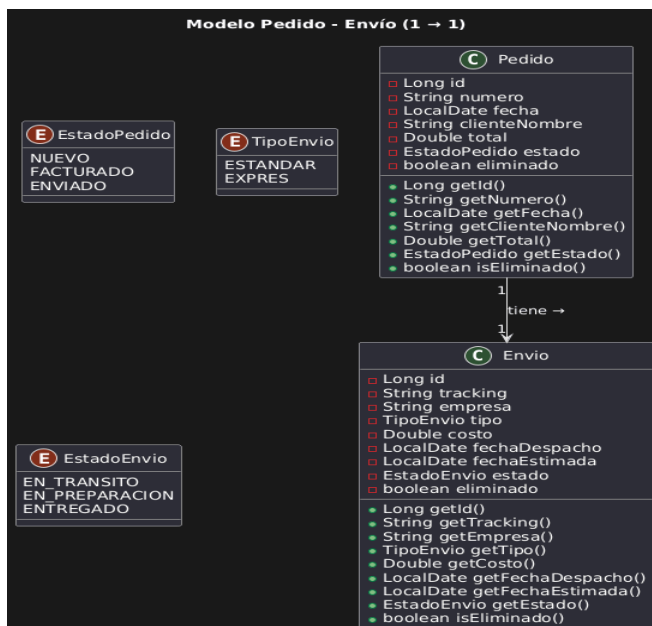 Modelo Pedido - Envío (1 → 1)
C Pedido
Long id
String numero
LocalDate fecha
String clienteNombre
Double total
EstadoPedido estado
boolean eliminado
Long getId()
String getNumero()
LocalDate getFecha()
String getClienteNombre()
Double getTotal()
EstadoPedido getEstado()
boolean isEliminado()
E EstadoPedido
NUEVO
FACTURADO
ENVIADO
E TipoEnvio
ESTANDAR
EXPRES
1
tiene →
1
C Envio
Long id
String tracking
String empresa
TipoEnvio tipo
Double costo
LocalDate fechaDespacho
LocalDate fechaEstimada
EstadoEnvio estado
boolean eliminado
Long getId()
String getTracking()
String getEmpresa()
TipoEnvio getTipo()
Double getCosto()
LocalDate getFechaDespacho()
LocalDate getFechaEstimada()
EstadoEnvio getEstado()
boolean isEliminado()
E EstadoEnvio
EN_TRANSITO
EN_PREPARACION
ENTREGADO